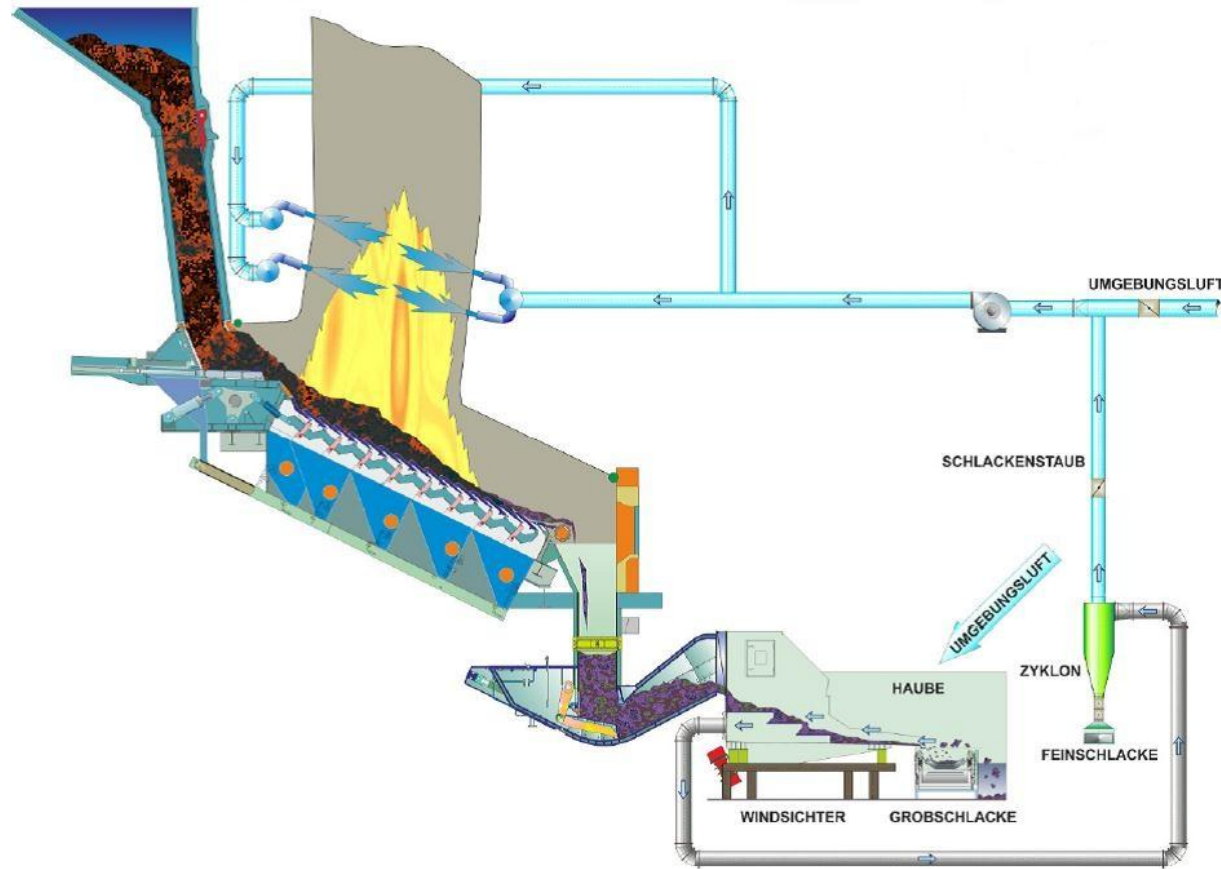 UMGEBUNGSLUFT
SCHLACKENSTAUB
UMGEBUNGSLUFT
ZYKLON
HAUBE
FEINSCHLACKE
WINDSICHTER
GROBSCHLACKE